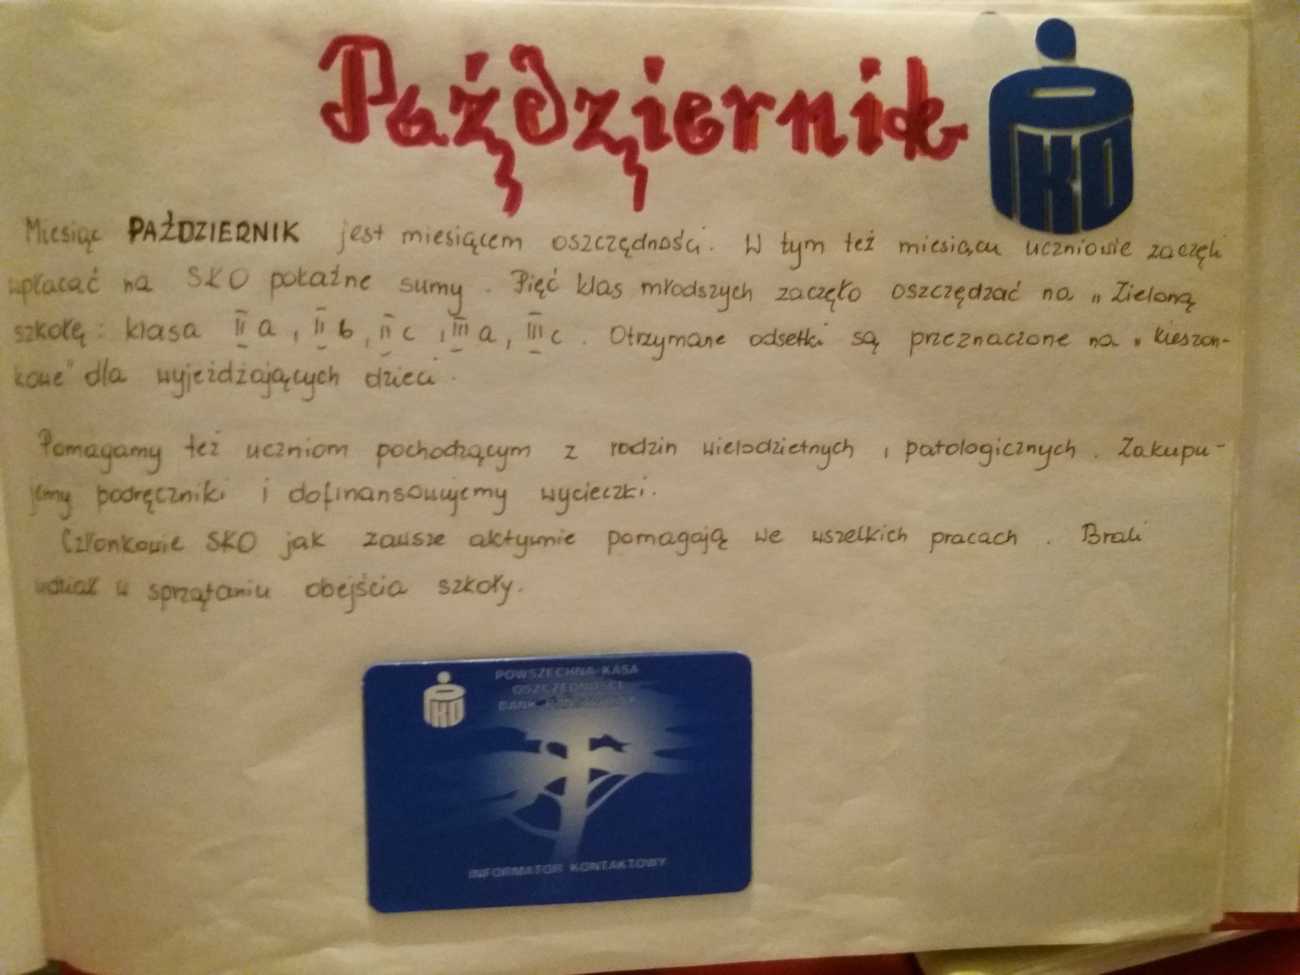 Październik
PKO
Miesiąc PAŹDZIERNIK jest miesiącem oszczędności. W tym też miesiącu uczniowie zaczęli
wpłacać na SKO pokaźne sumy. Pięć klas młodszych zaczęło oszczędzać na „Zieloną
szkołę: klasa II a, II b, II c, III a, III c. Otrzymane odsetki są przeznaczone na „kieszon-
kowe" dla wyjeżdżających dzieci.
Pomagamy też uczniom pochodzącym z rodzin wielodzietnych i patologicznych. Zakupu-
jemy podręczniki i dofinansowujemy wycieczki.
Członkowie SKO jak zawsze aktywnie pomagają we wszelkich pracach. Brali
udział w sprzątaniu obejścia szkoły.
PKO
POWSZECHNA KASA
OSZCZĘDNOŚCI
BANK
INFORMATOR KONTAKTOWY